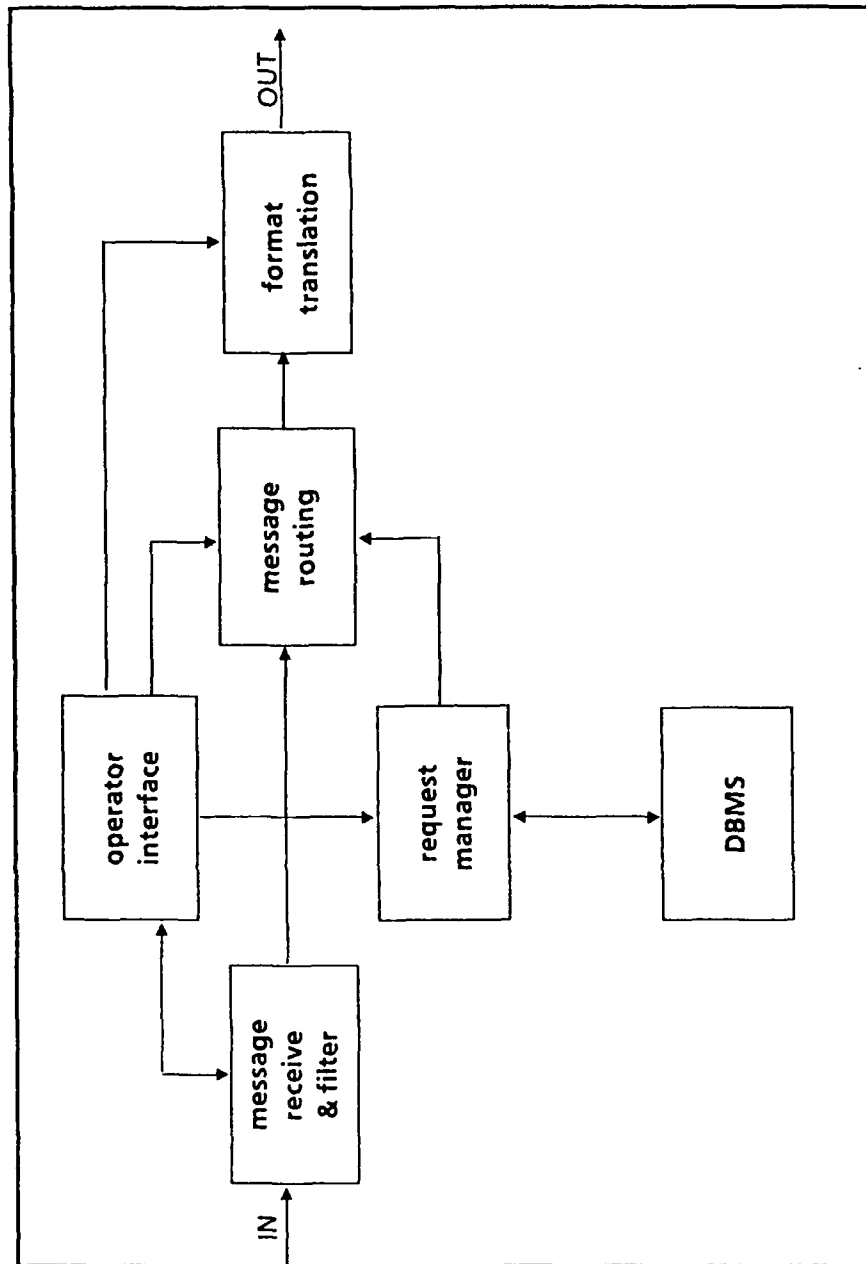 IN
message
receive
& filter
operator
interface
request
manager
DBMS
message
routing
format
translation
OUT